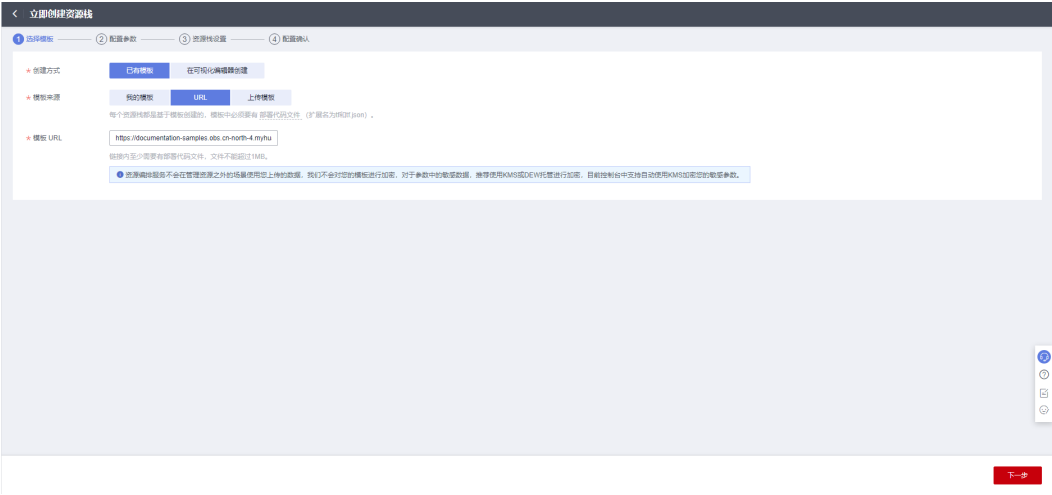 立即创建资源栈
1 选择模板 2 配置参数 3 资源栈设置 4 配置确认
* 创建方式 已有模板 在可视化编辑器创建
* 模板来源 我的模板 URL 上传模板
每个资源栈都是基于模板创建的，模板中必须要有 部署代码文件 （扩展名为tf和tf.json）。
* 模板 URL https://documentation-samples.obs.cn-north-4.myhu
链接内至少需要有部署代码文件，文件不能超过1MB。
资源编排服务不会在管理资源之外的场景使用您上传的数据，我们不会对您的模板进行加密，对于参数中的敏感数据，推荐使用KMS或DEW托管进行加密，目前控制台中支持自动使用KMS加密您的敏感参数。
下一步